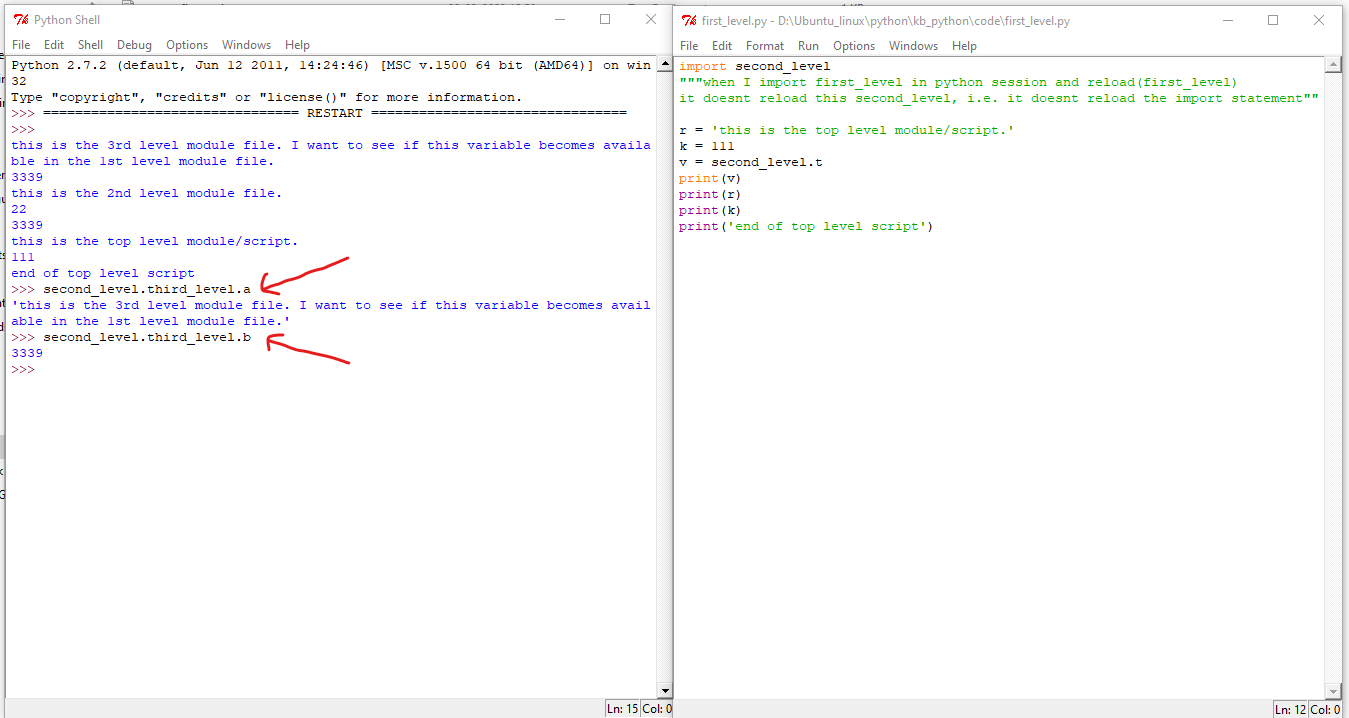 Python Shell
File Edit Shell Debug Options Windows Help
Python 2.7.2 (default, Jun 12 2011, 14:24:46) [MSC v.1500 64 bit (AMD64)] on win
32
Type "copyright", "credits" or "license()" for more information.
>>> ================================ RESTART ================================
>>>
this is the 3rd level module file. I want to see if this variable becomes availa
ble in the 1st level module file.
3339
this is the 2nd level module file.
22
3339
this is the top level module/script.
111
end of top level script
>>> second_level.third_level.a
'this is the 3rd level module file. I want to see if this variable becomes avail
able in the 1st level module file.'
>>> second_level.third_level.b
3339
>>>
Ln: 15 Col: 0
first_level.py - D:\Ubuntu_linux\python\kb_python\code\first_level.py
File Edit Format Run Options Windows Help
import second_level
"""when I import first_level in python session and reload(first_level)
it doesnt reload this second_level, i.e. it doesnt reload the import statement""
r = 'this is the top level module/script.'
k = 111
v = second_level.t
print(v)
print(r)
print(k)
print('end of top level script')
Ln: 12 Col: 0